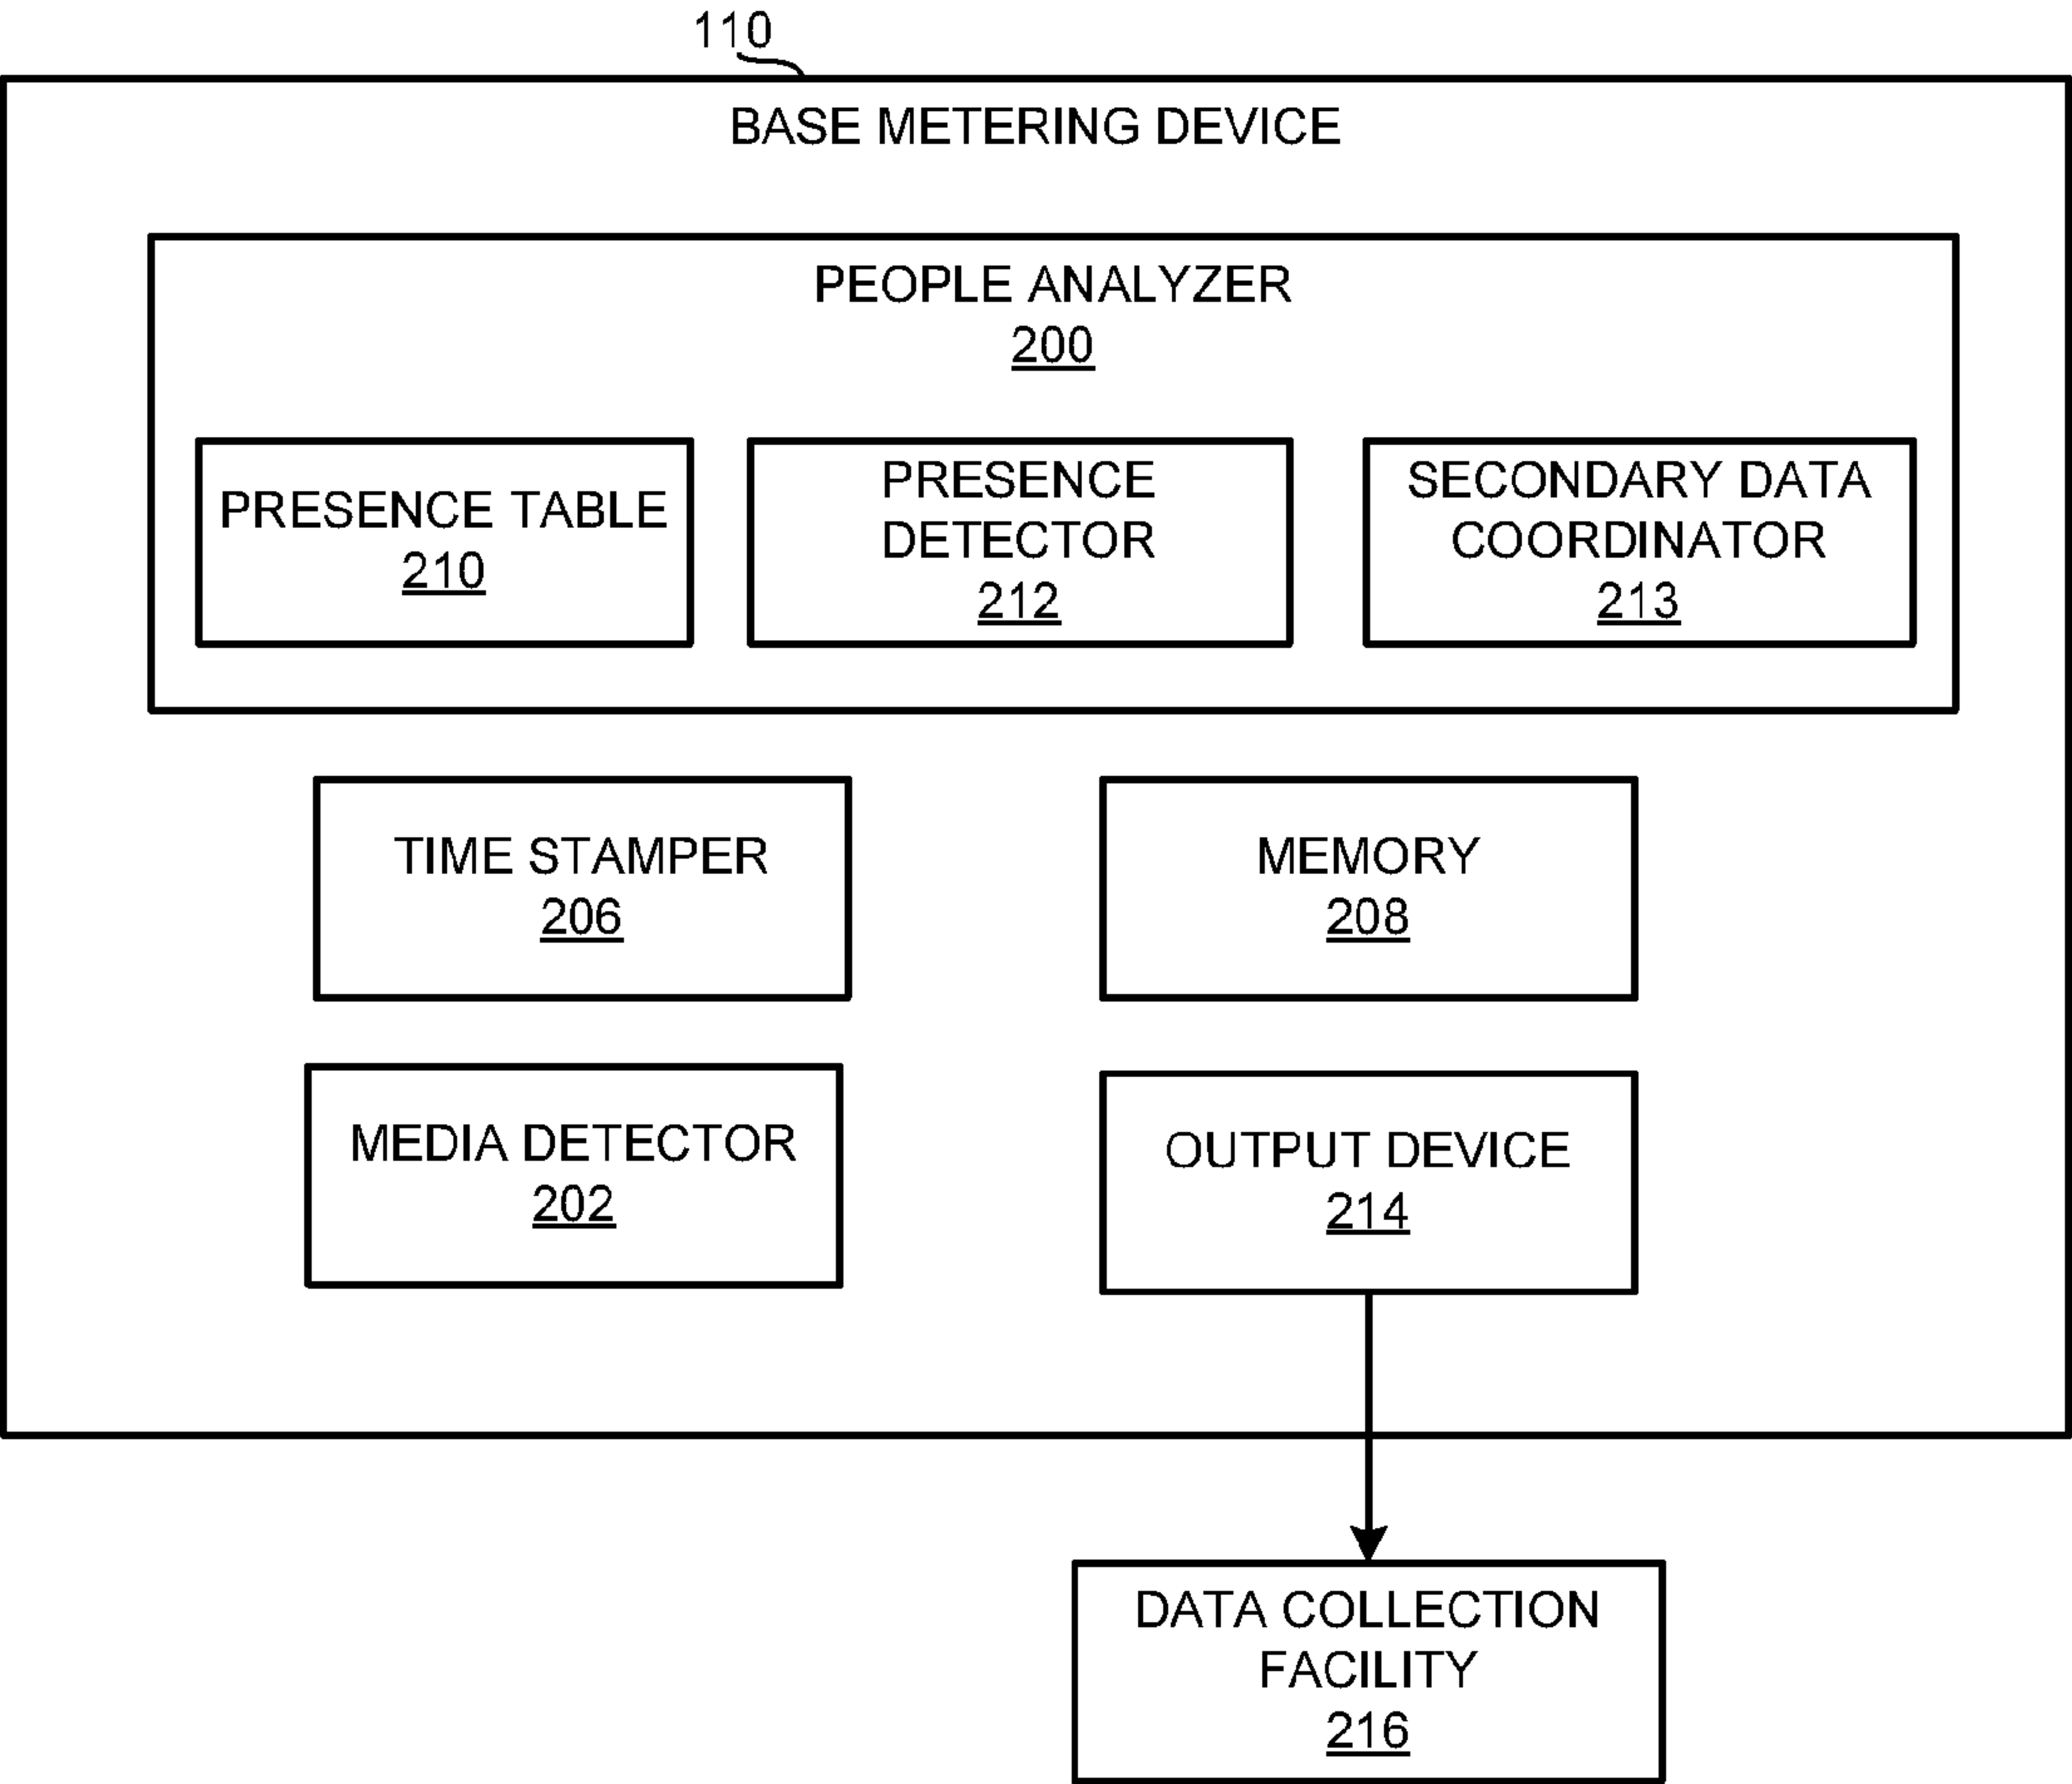 110
BASE METERING DEVICE
PEOPLE ANALYZER
200
PRESENCE TABLE
210
PRESENCE
DETECTOR
212
SECONDARY DATA
COORDINATOR
213
TIME STAMPER
206
MEMORY
208
MEDIA DETECTOR
202
OUTPUT DEVICE
214
DATA COLLECTION
FACILITY
216